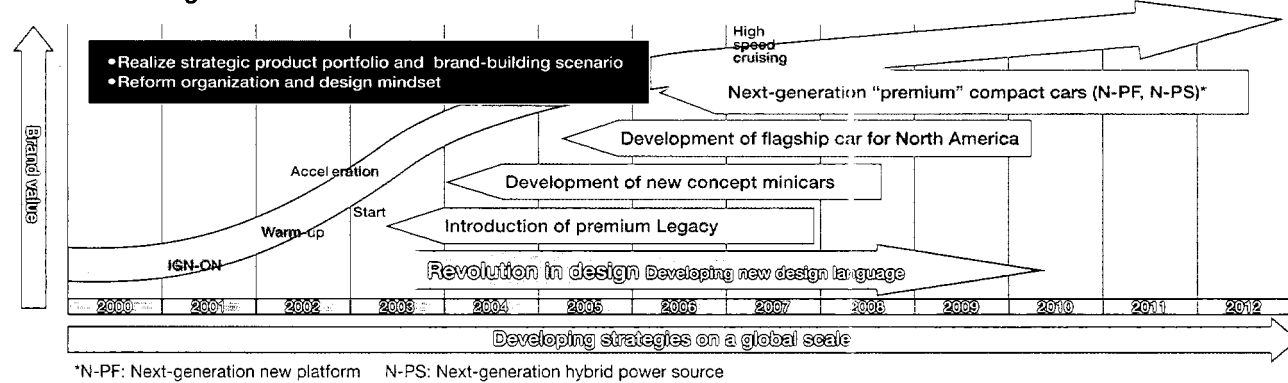 •Realize strategic product portfolio and brand-building scenario
•Reform organization and design mindset
High
speed
cruising
Next-generation "premium" compact cars (N-PF, N-PS)*
Development of flagship car for North America
Development of new concept minicars
Introduction of premium Legacy
Acceleration
Start
Warm-up
IGN-ON
Brand value
Revolution in design Developing new design language
2000 2001 2002 2003 2004 2005 2006 2007 2008 2009 2010 2011 2012
Developing strategies on a global scale
*N-PF: Next-generation new platform N-PS: Next-generation hybrid power source